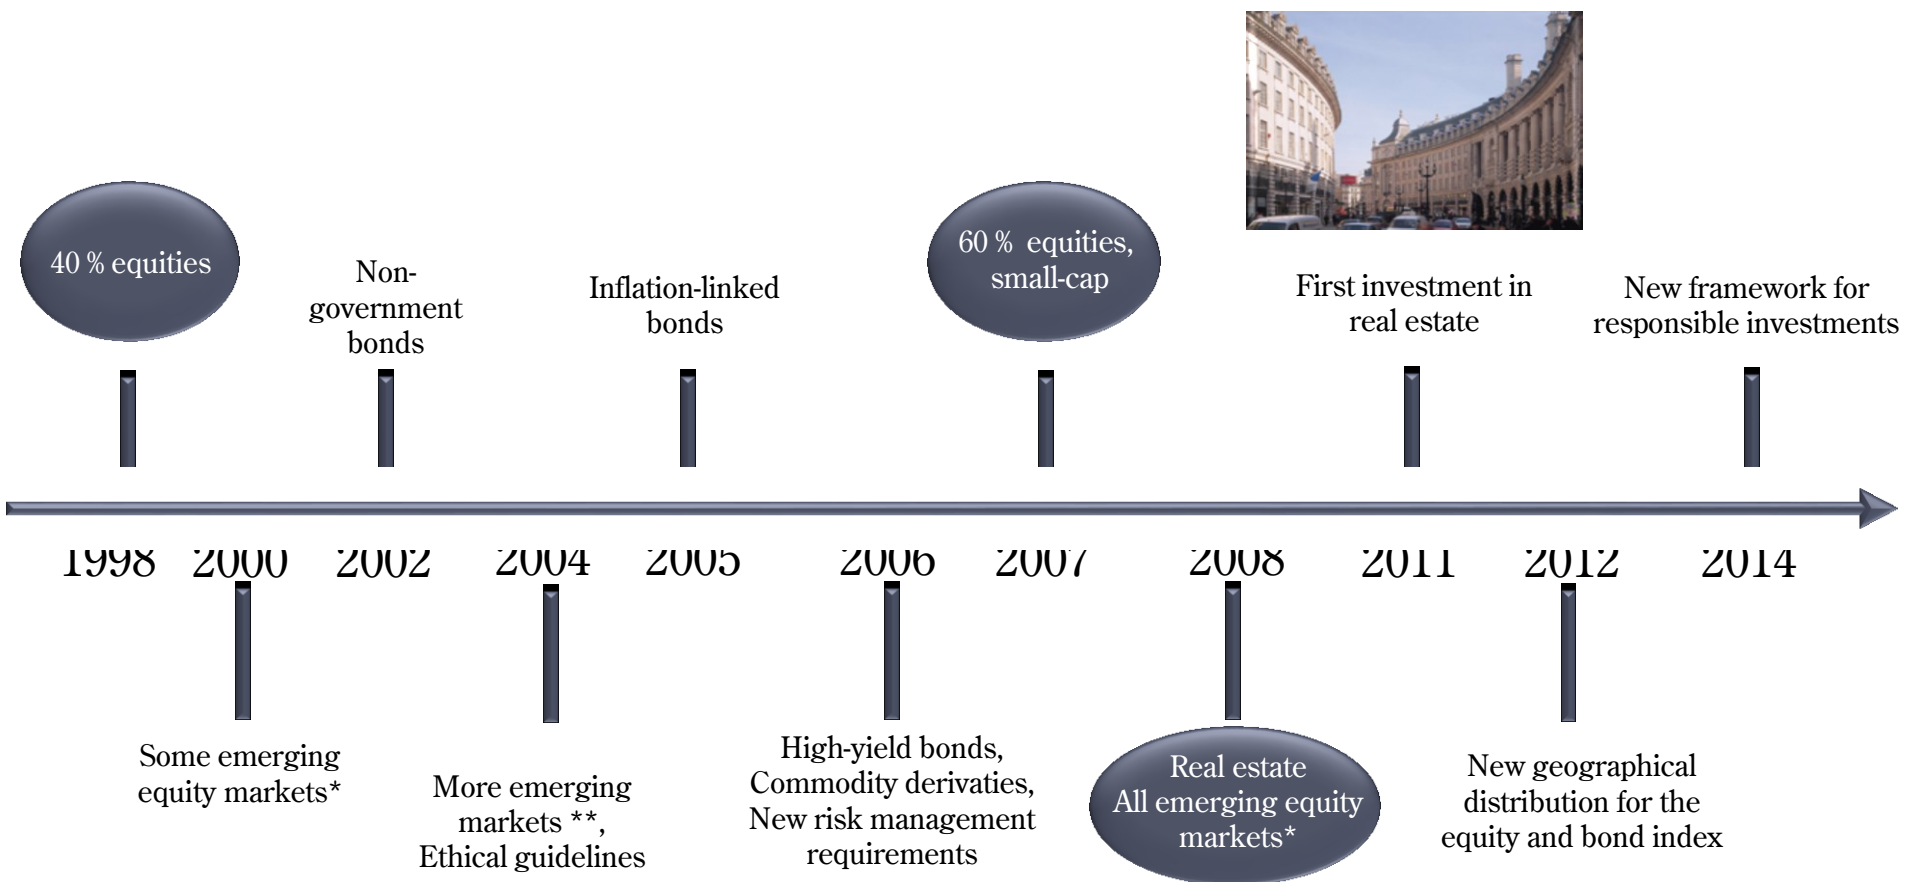 40 % equities
Non-
government
bonds
Inflation-linked
bonds
60 %  equities,
small-cap
First investment in
real estate
New framework for
responsible investments
1998 2000 2002 2004 2005 2006 2007 2008 2011 2012 2014
Some emerging
equity markets*
More emerging
markets **,
Ethical guidelines
High-yield bonds,
Commodity derivaties,
New risk management
requirements
Real estate
All emerging equity
markets*
New geographical
distribution for the
equity and bond index